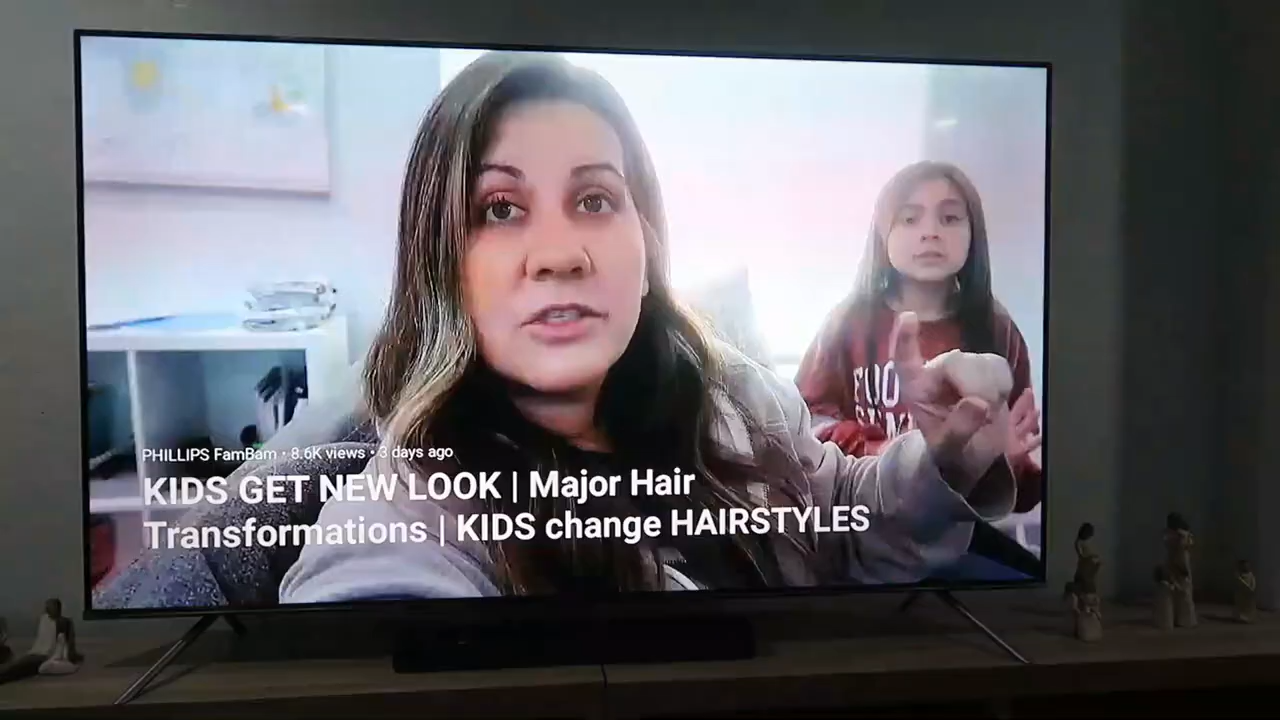 PHILLIPS FamBam • 8.6K views • 3 days ago
KIDS GET NEW LOOK | Major Hair
Transformations | KIDS change HAIRSTYLES